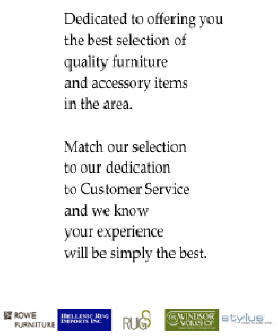 Dedicated to offering you
the best selection of
quality furniture
and accessory items
in the area.
Match our selection
to our dedication
to Customer Service
and we know
your experience
will be simply the best.
ROWE
FURNITURE
HELLENIC RUG
IMPORTS INC
RUGS
WINDSOR
WORKSHOP
stylus